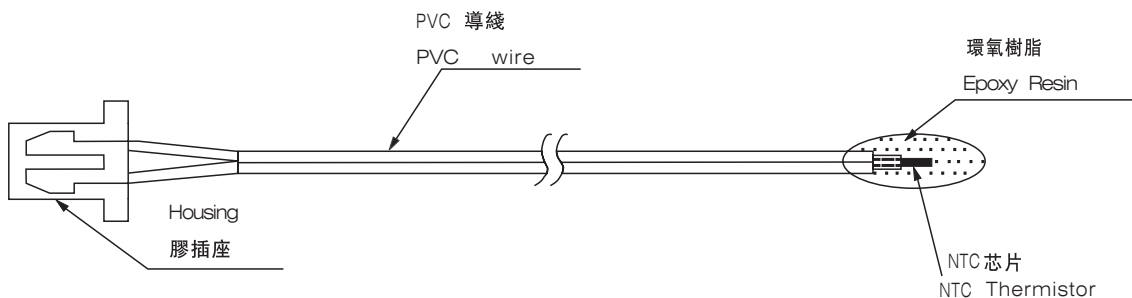 PVC 導綫
PVC wire
環氧樹脂
Epoxy Resin
Housing
膠插座
NTC芯片
NTC Thermistor